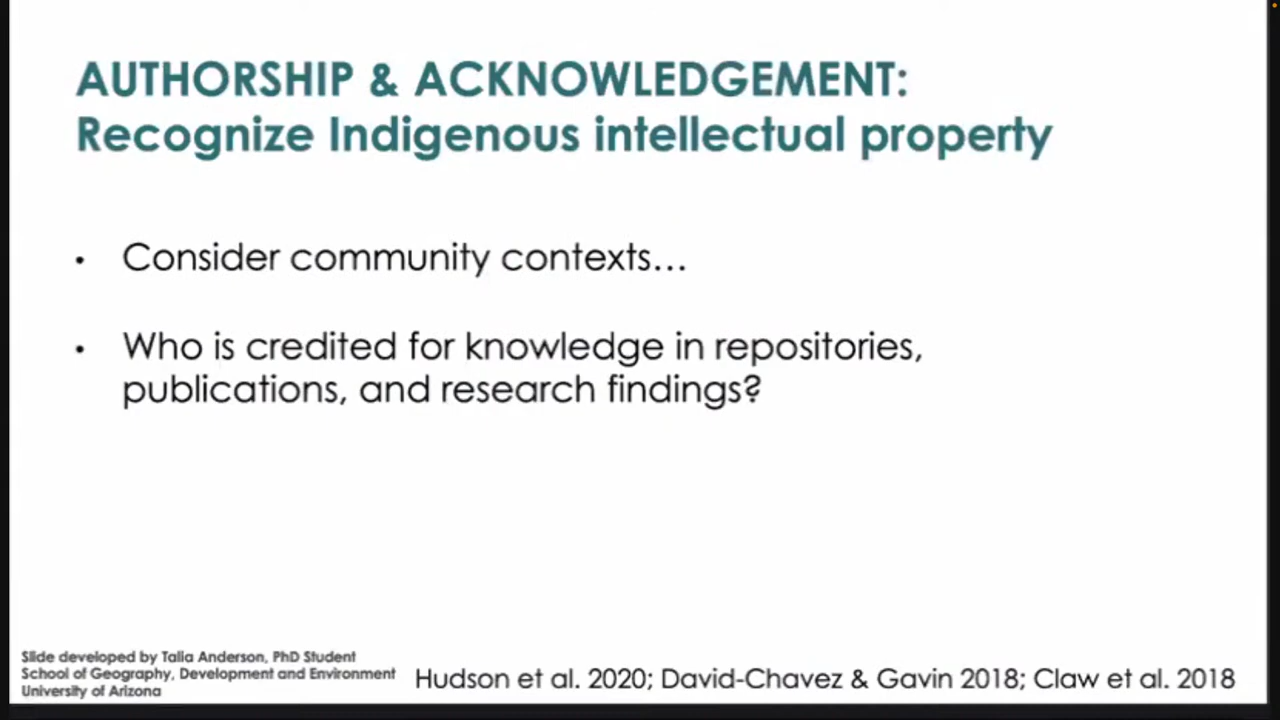 AUTHORSHIP & ACKNOWLEDGEMENT:
Recognize Indigenous intellectual property
• Consider community contexts…
• Who is credited for knowledge in repositories,
publications, and research findings?
Slide developed by Talia Anderson, PhD Student
School of Geography, Development and Environment
University of Arizona
Hudson et al. 2020; David-Chavez & Gavin 2018; Claw et al. 2018